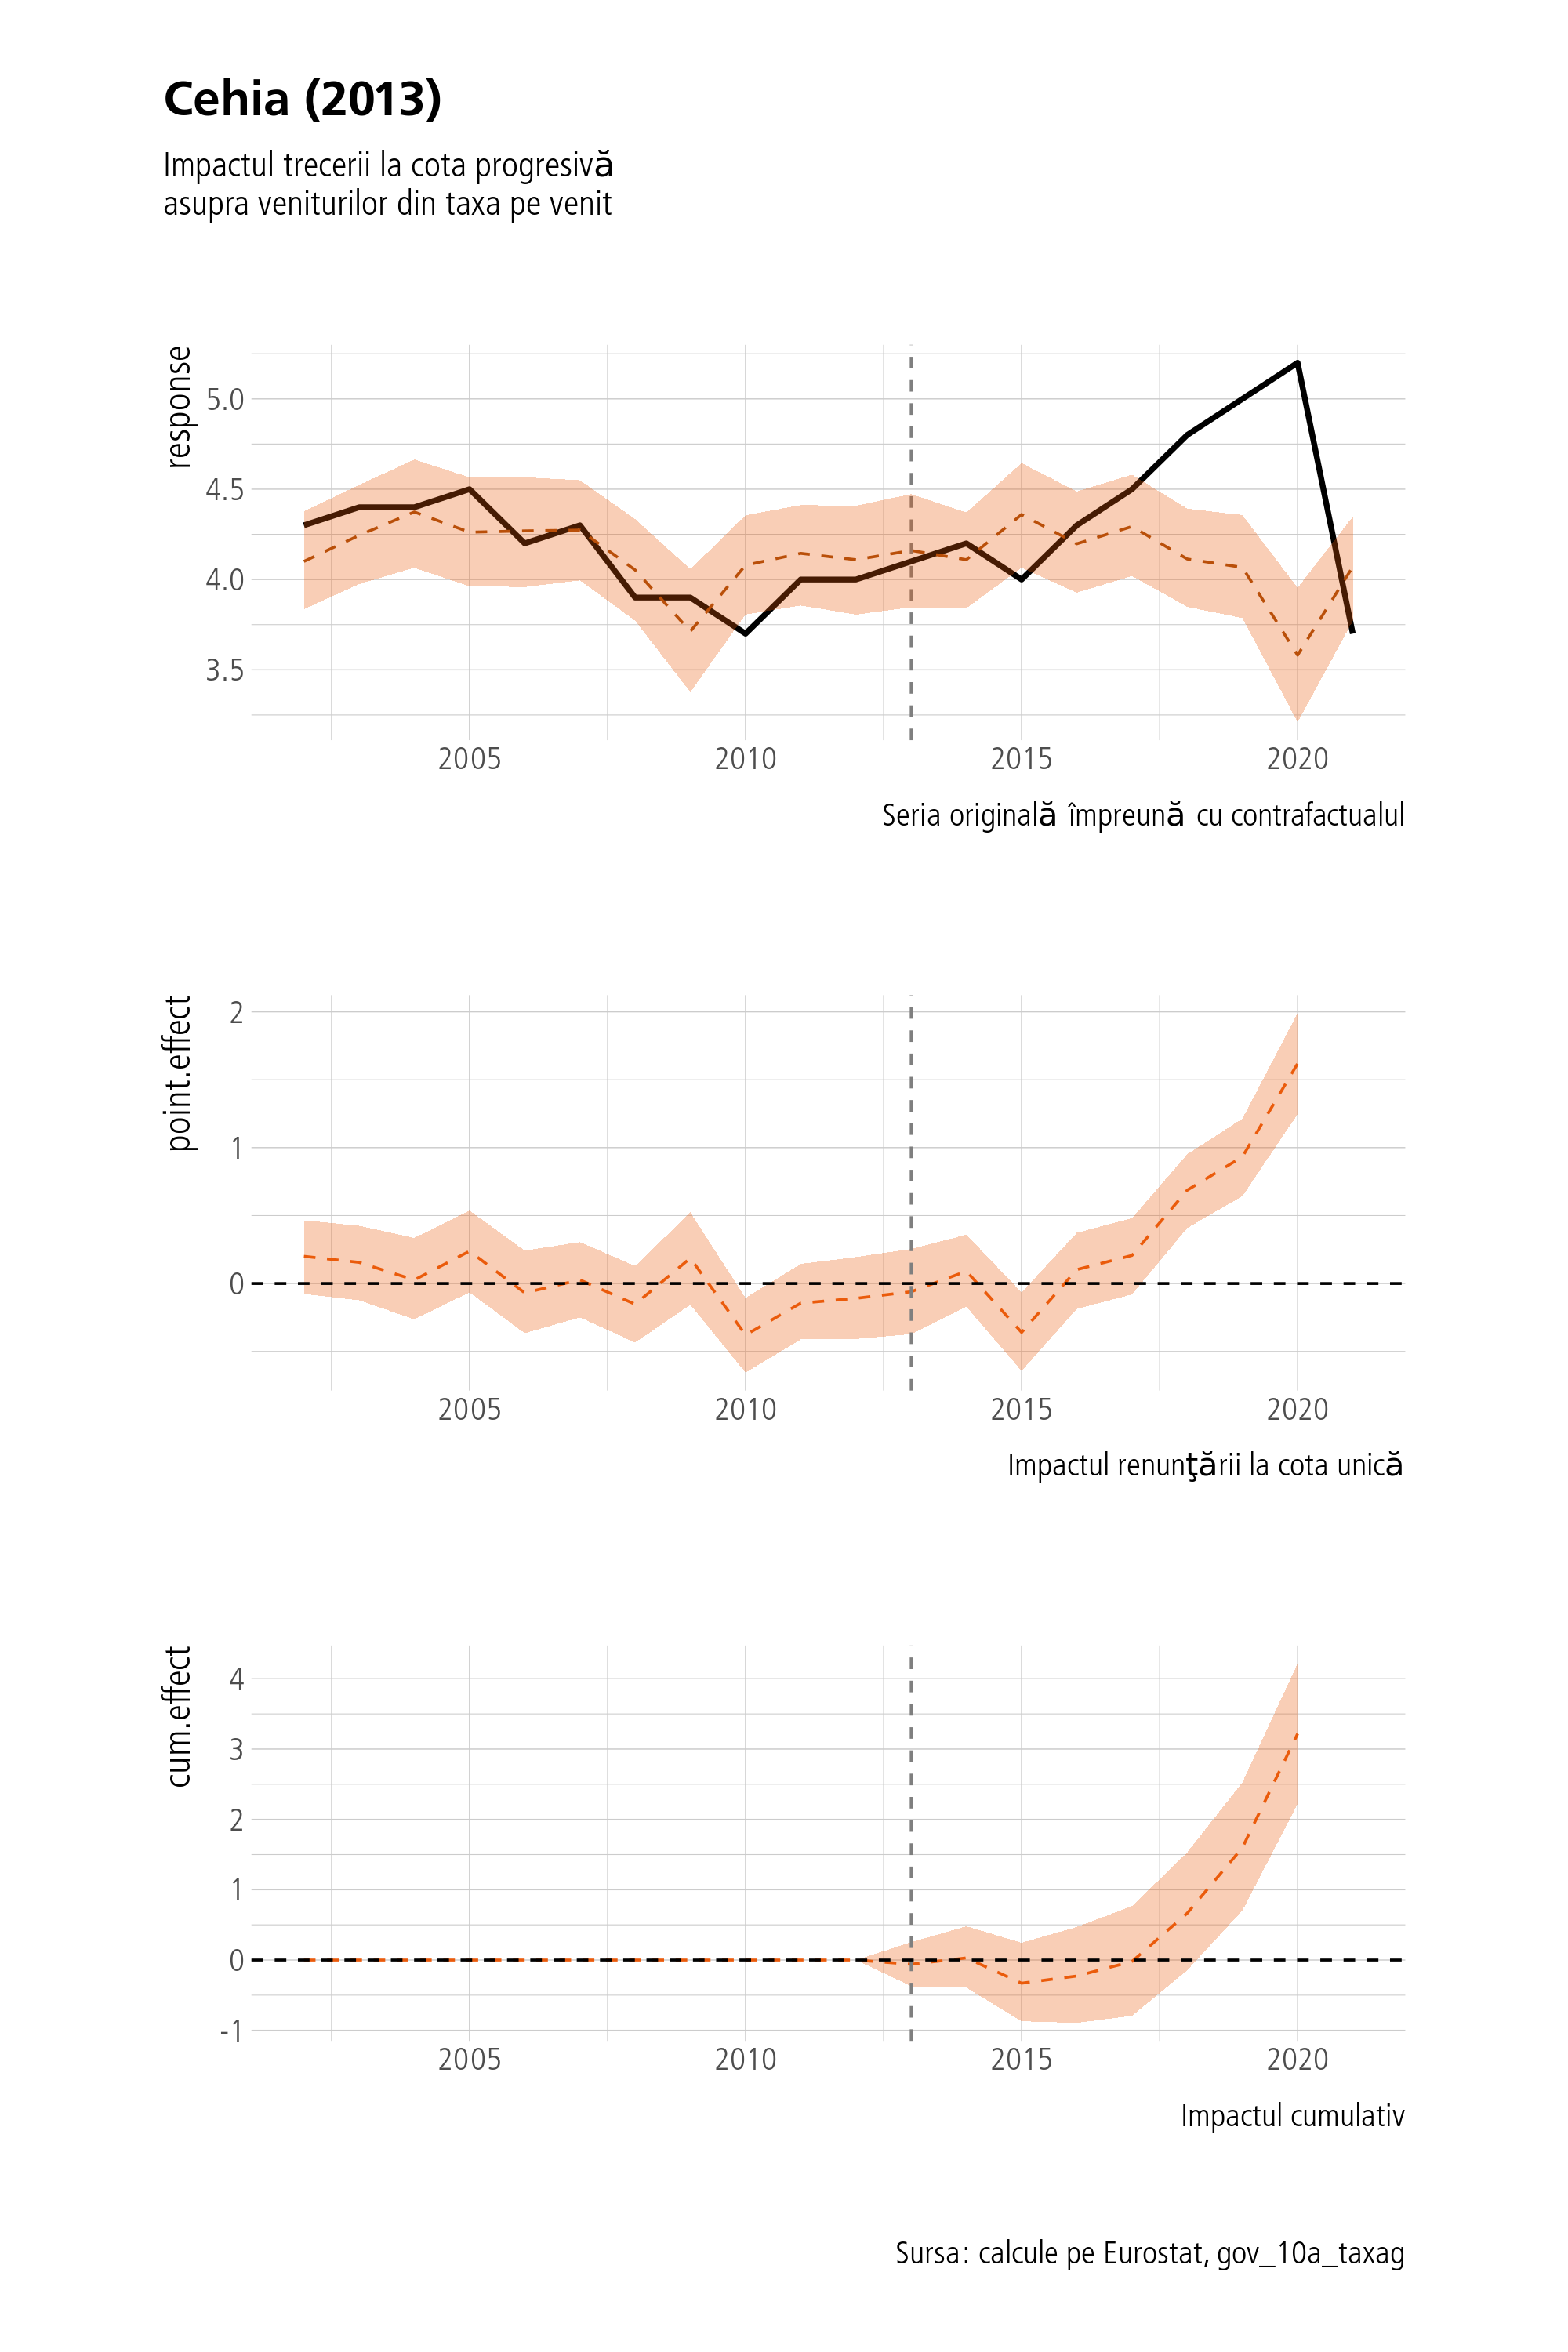 Cehia (2013)
Impactul trecerii la cota progresivă
asupra veniturilor din taxa pe venit
response
5.0
4.5
4.0
3.5
2005 2010 2015 2020
Seria originală împreună cu contrafactualul
point.effect
2
1
0
2005 2010 2015 2020
Impactul renunţării la cota unică
cum.effect
4
3
2
1
0
-1
2005 2010 2015 2020
Impactul cumulativ
Sursa: calcule pe Eurostat, gov_10a_taxag